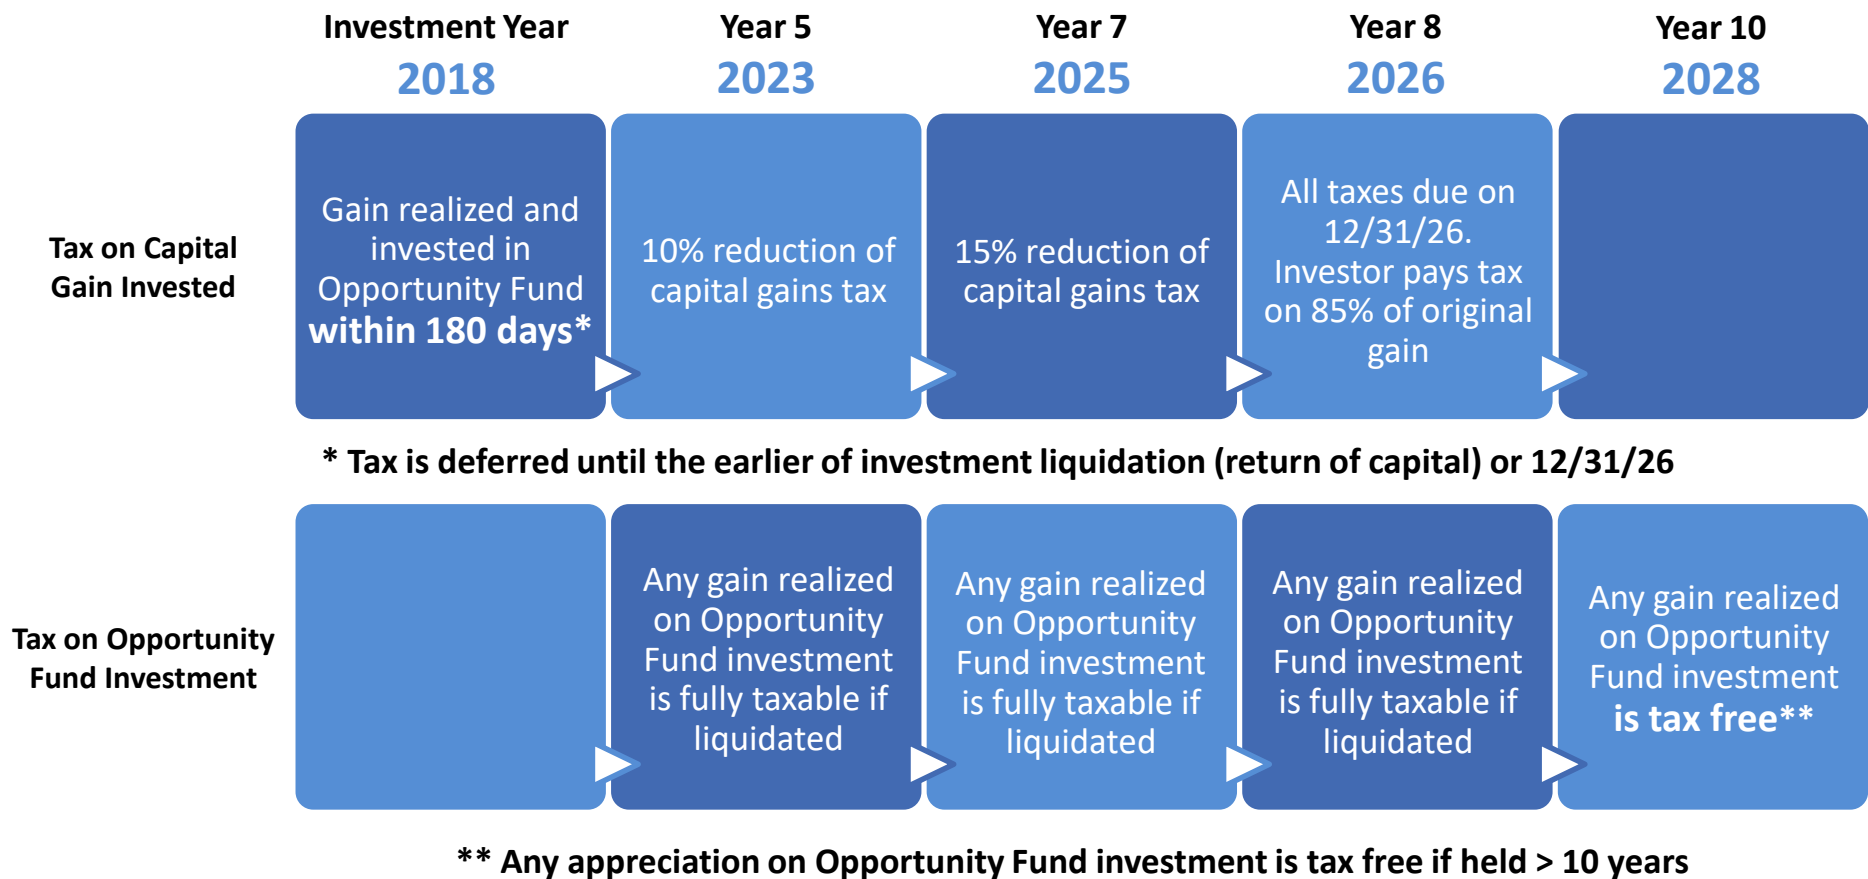 Investment Year
Year 5
Year 7
Year 8
Year 10
2018
2023
2025
2026
2028
Tax on Capital
Gain Invested
Gain realized and
invested in
Opportunity Fund
within 180 days*
10% reduction of
capital gains tax
15% reduction of
capital gains tax
All taxes due on
12/31/26.
Investor pays tax
on 85% of original
gain
* Tax is deferred until the earlier of investment liquidation (return of capital) or 12/31/26
Tax on Opportunity
Fund Investment
Any gain realized
on Opportunity
Fund investment
is fully taxable if
liquidated
Any gain realized
on Opportunity
Fund investment
is fully taxable if
liquidated
Any gain realized
on Opportunity
Fund investment
is fully taxable if
liquidated
Any gain realized
on Opportunity
Fund investment
is tax free**
** Any appreciation on Opportunity Fund investment is tax free if held > 10 years